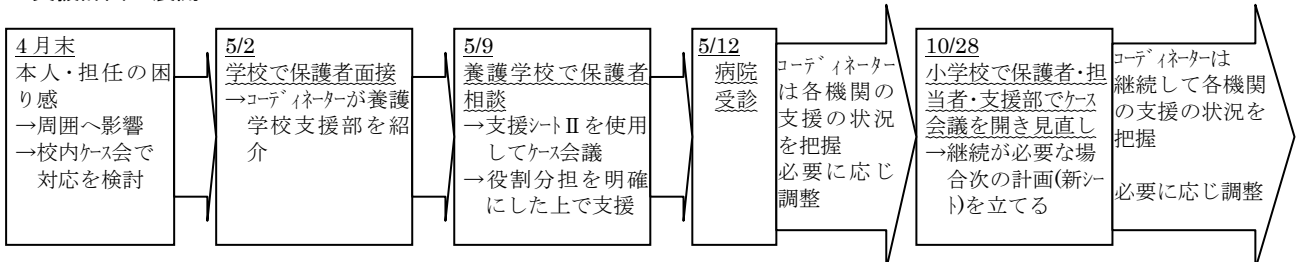 4月末
本人・担任の困
り感
→周囲へ影響
→校内ｹｰｽ会で
対応を検討
5/2
学校で保護者面接
→ｺｰﾃﾞｨﾈｰﾀｰが養護
学校支援部を紹
介
5/9
養護学校で保護者
相談
→支援ｼｰﾄⅡを使用
してｹｰｽ会議
→役割分担を明確
にした上で支援
5/12
病院
受診
ｺｰﾃﾞｨﾈｰﾀｰ
は各機関の
支援の状況
を把握
必要に応じ
調整
10/28
小学校で保護者・担
当者・支援部でｹｰｽ
会議を開き見直し
→継続が必要な場
合次の計画(新ｼｰ
ﾄ)を立てる
ｺｰﾃﾞｨﾈｰﾀｰは
継続して各機関
の支援の状況を
把握
必要に応じ調整